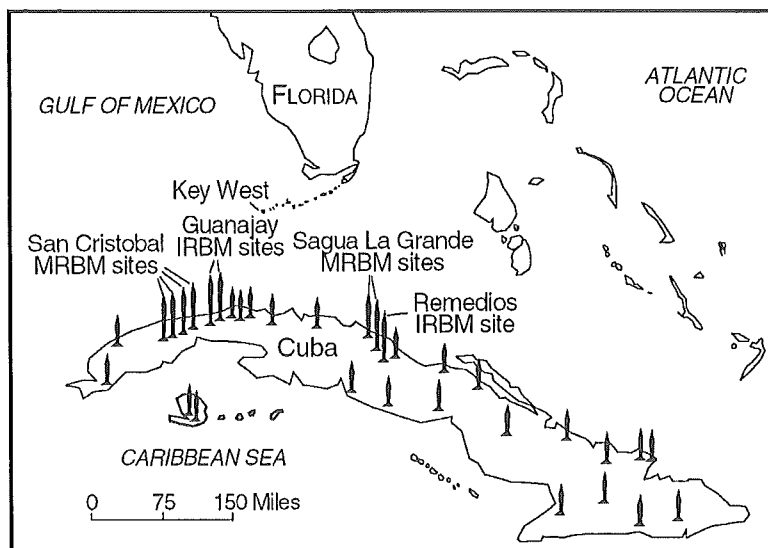 GULF OF MEXICO
FLORIDA
ATLANTIC
OCEAN
Key West
Guanajay
IRBM sites
San Cristobal
MRBM sites
Sagua La Grande
MRBM sites
Remedios
IRBM site
Cuba
CARIBBEAN SEA
0 75 150 Miles